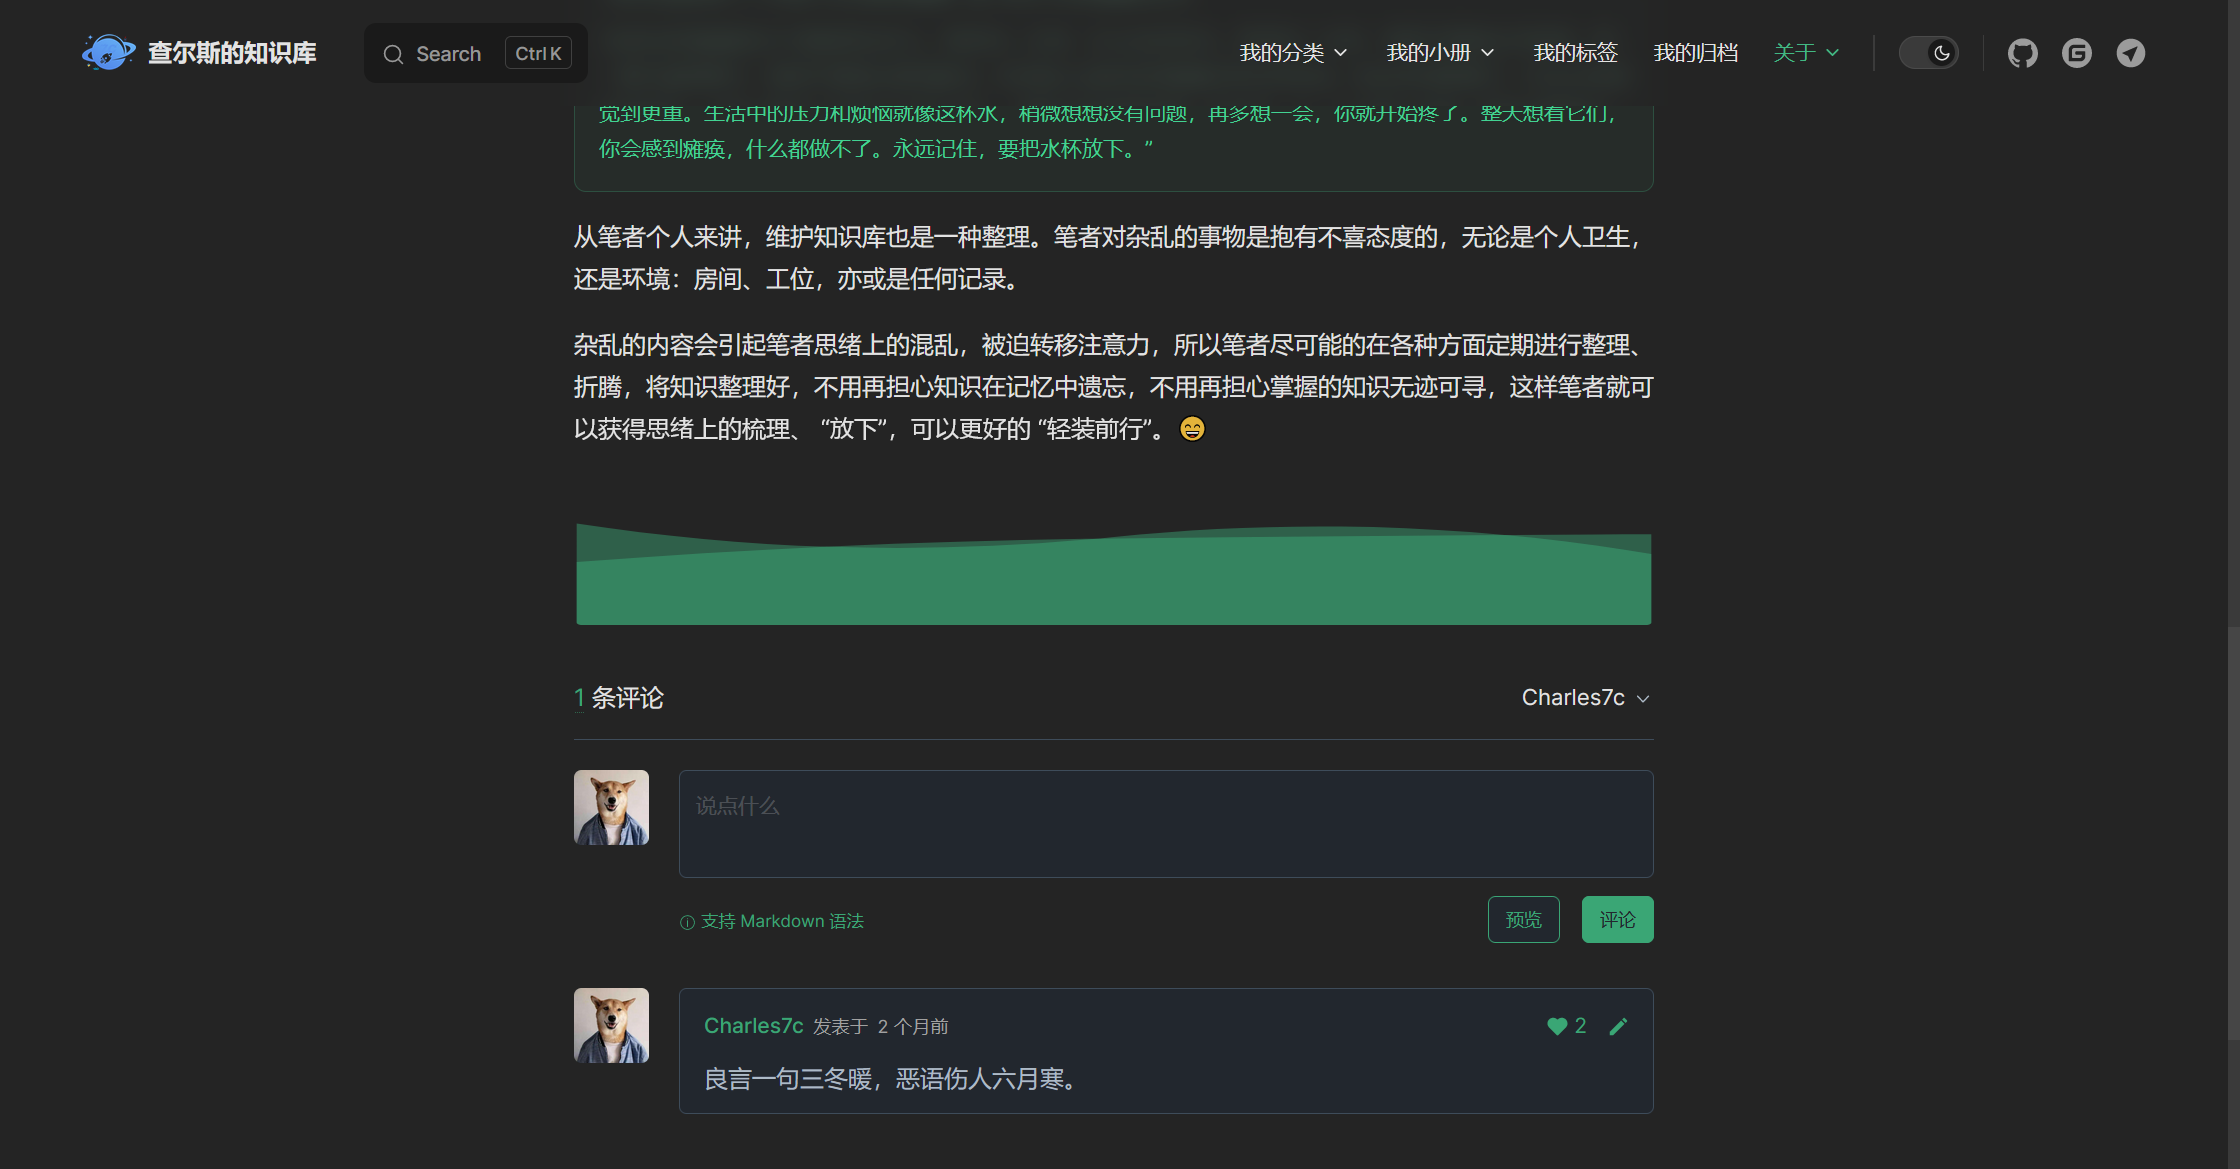 查尔斯的知识库
Search Ctrl K
我的分类 我的小册 我的标签 我的归档 关于
觉到更重。生活中的压力和烦恼就像这杯水，稍微想想没有问题，再多想一会，你就开始疼了。整天想着它们，
你会感到瘫痪，什么都做不了。永远记住，要把水杯放下。”
从笔者个人来讲，维护知识库也是一种整理。笔者对杂乱的事物是抱有不喜态度的，无论是个人卫生，
还是环境：房间、工位，亦或是任何记录。
杂乱的内容会引起笔者思绪上的混乱，被迫转移注意力，所以笔者尽可能的在各种方面定期进行整理、
折腾，将知识整理好，不用再担心知识在记忆中遗忘，不用再担心掌握的知识无迹可寻，这样笔者就可
以获得思绪上的梳理、 “放下”，可以更好的 “轻装前行”。😄
1 条评论
Charles7c
说点什么
支持 Markdown 语法
预览
评论
Charles7c 发表于 2 个月前
2
良言一句三冬暖，恶语伤人六月寒。